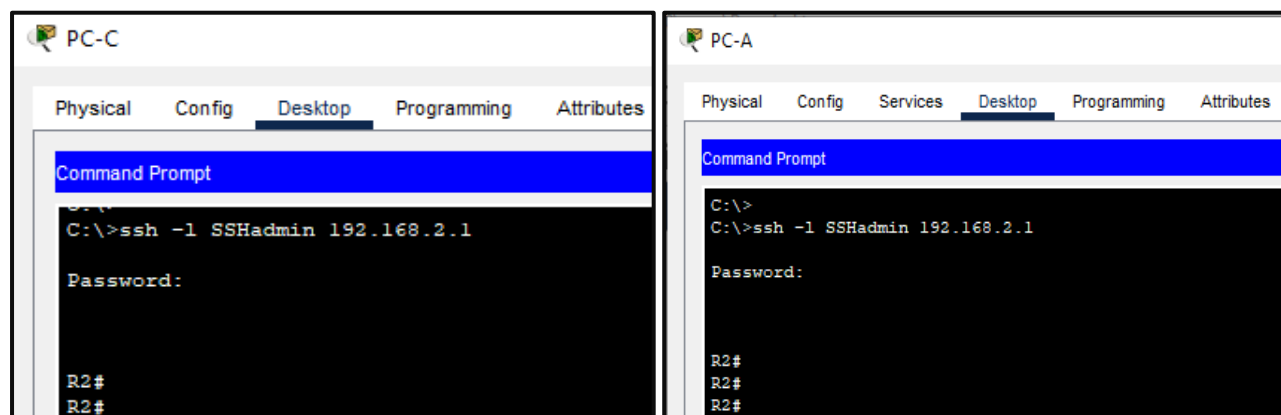 PC-C
Physical Config Desktop Programming Attributes
Command Prompt
C:\>ssh -l SSHadmin 192.168.2.1
Password:
R2#
R2#
PC-A
Physical Config Services Desktop Programming Attributes
Command Prompt
C:\>
C:\>ssh -l SSHadmin 192.168.2.1
Password:
R2#
R2#
R2#